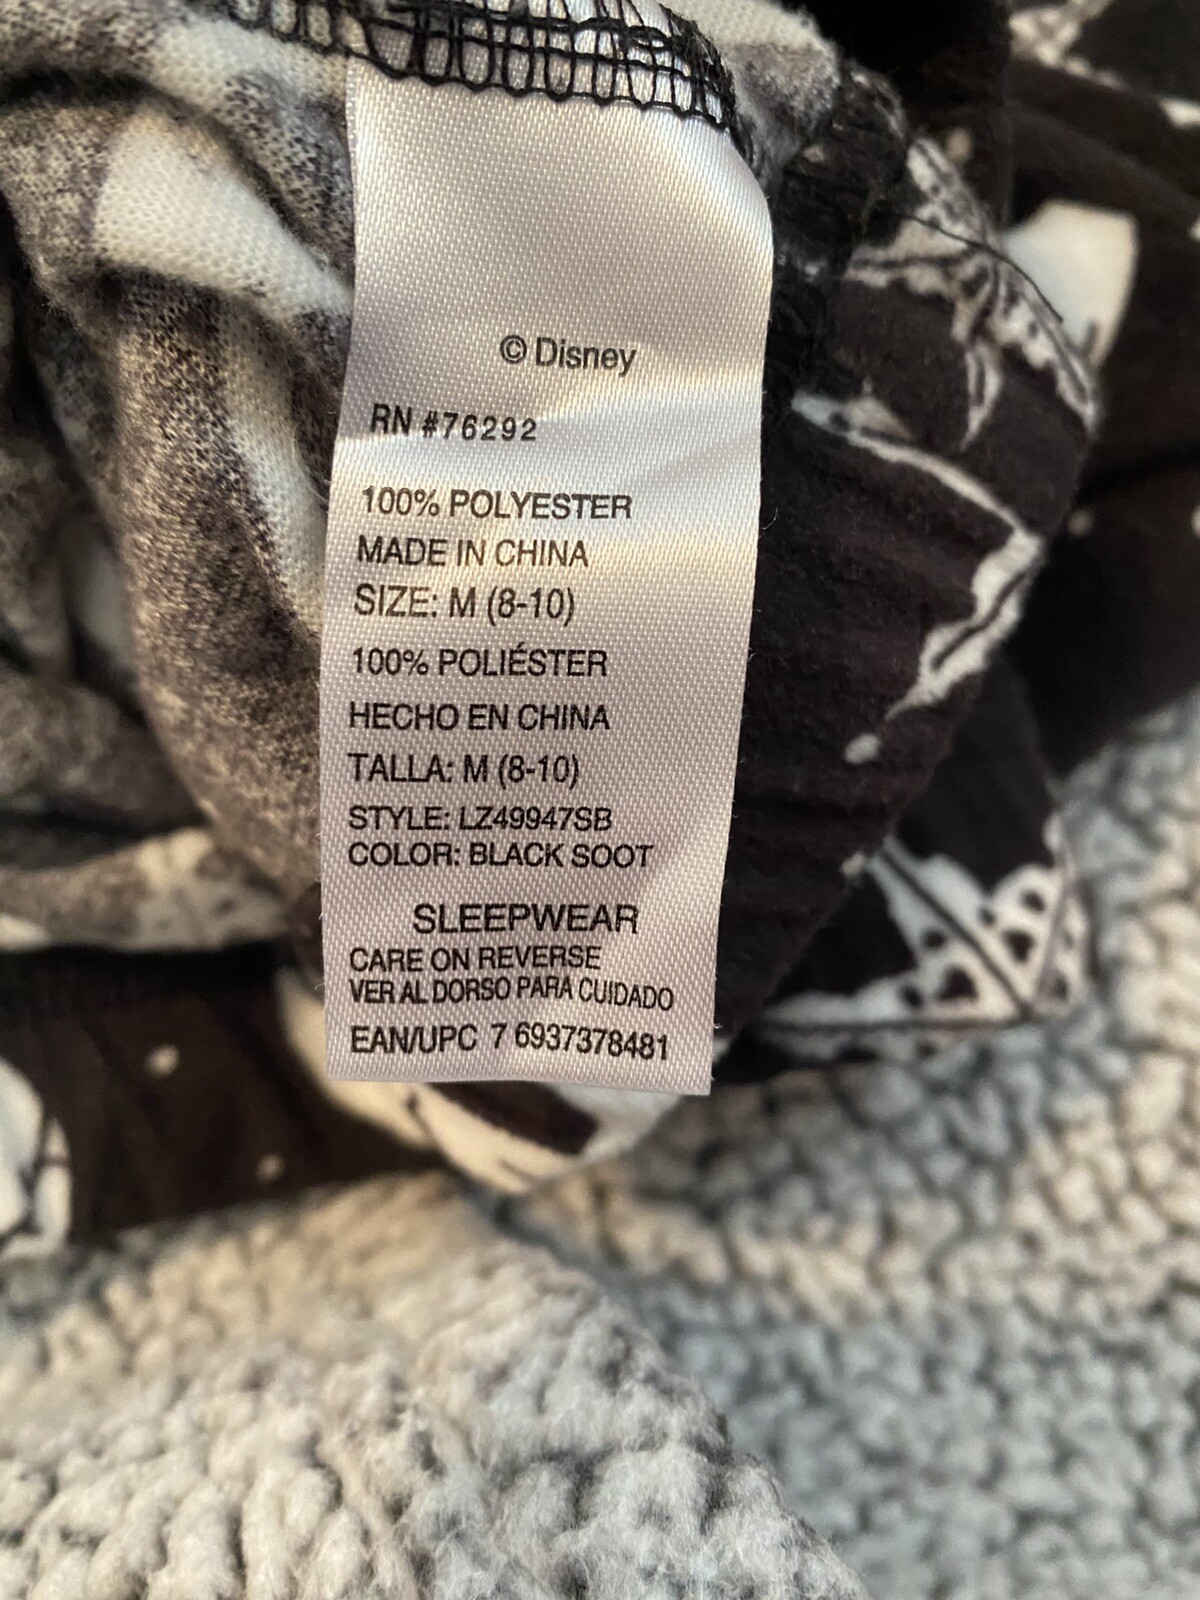 © Disney
RN #76292
100% POLYESTER
MADE IN CHINA
SIZE: M (8-10)
100% POLIÉSTER
HECHO EN CHINA
TALLA: M (8-10)
STYLE: LZ49947SB
COLOR: BLACK SOOT
SLEEPWEAR
CARE ON REVERSE
VER AL DORSO PARA CUIDADO
EAN/UPC 7 6937378481